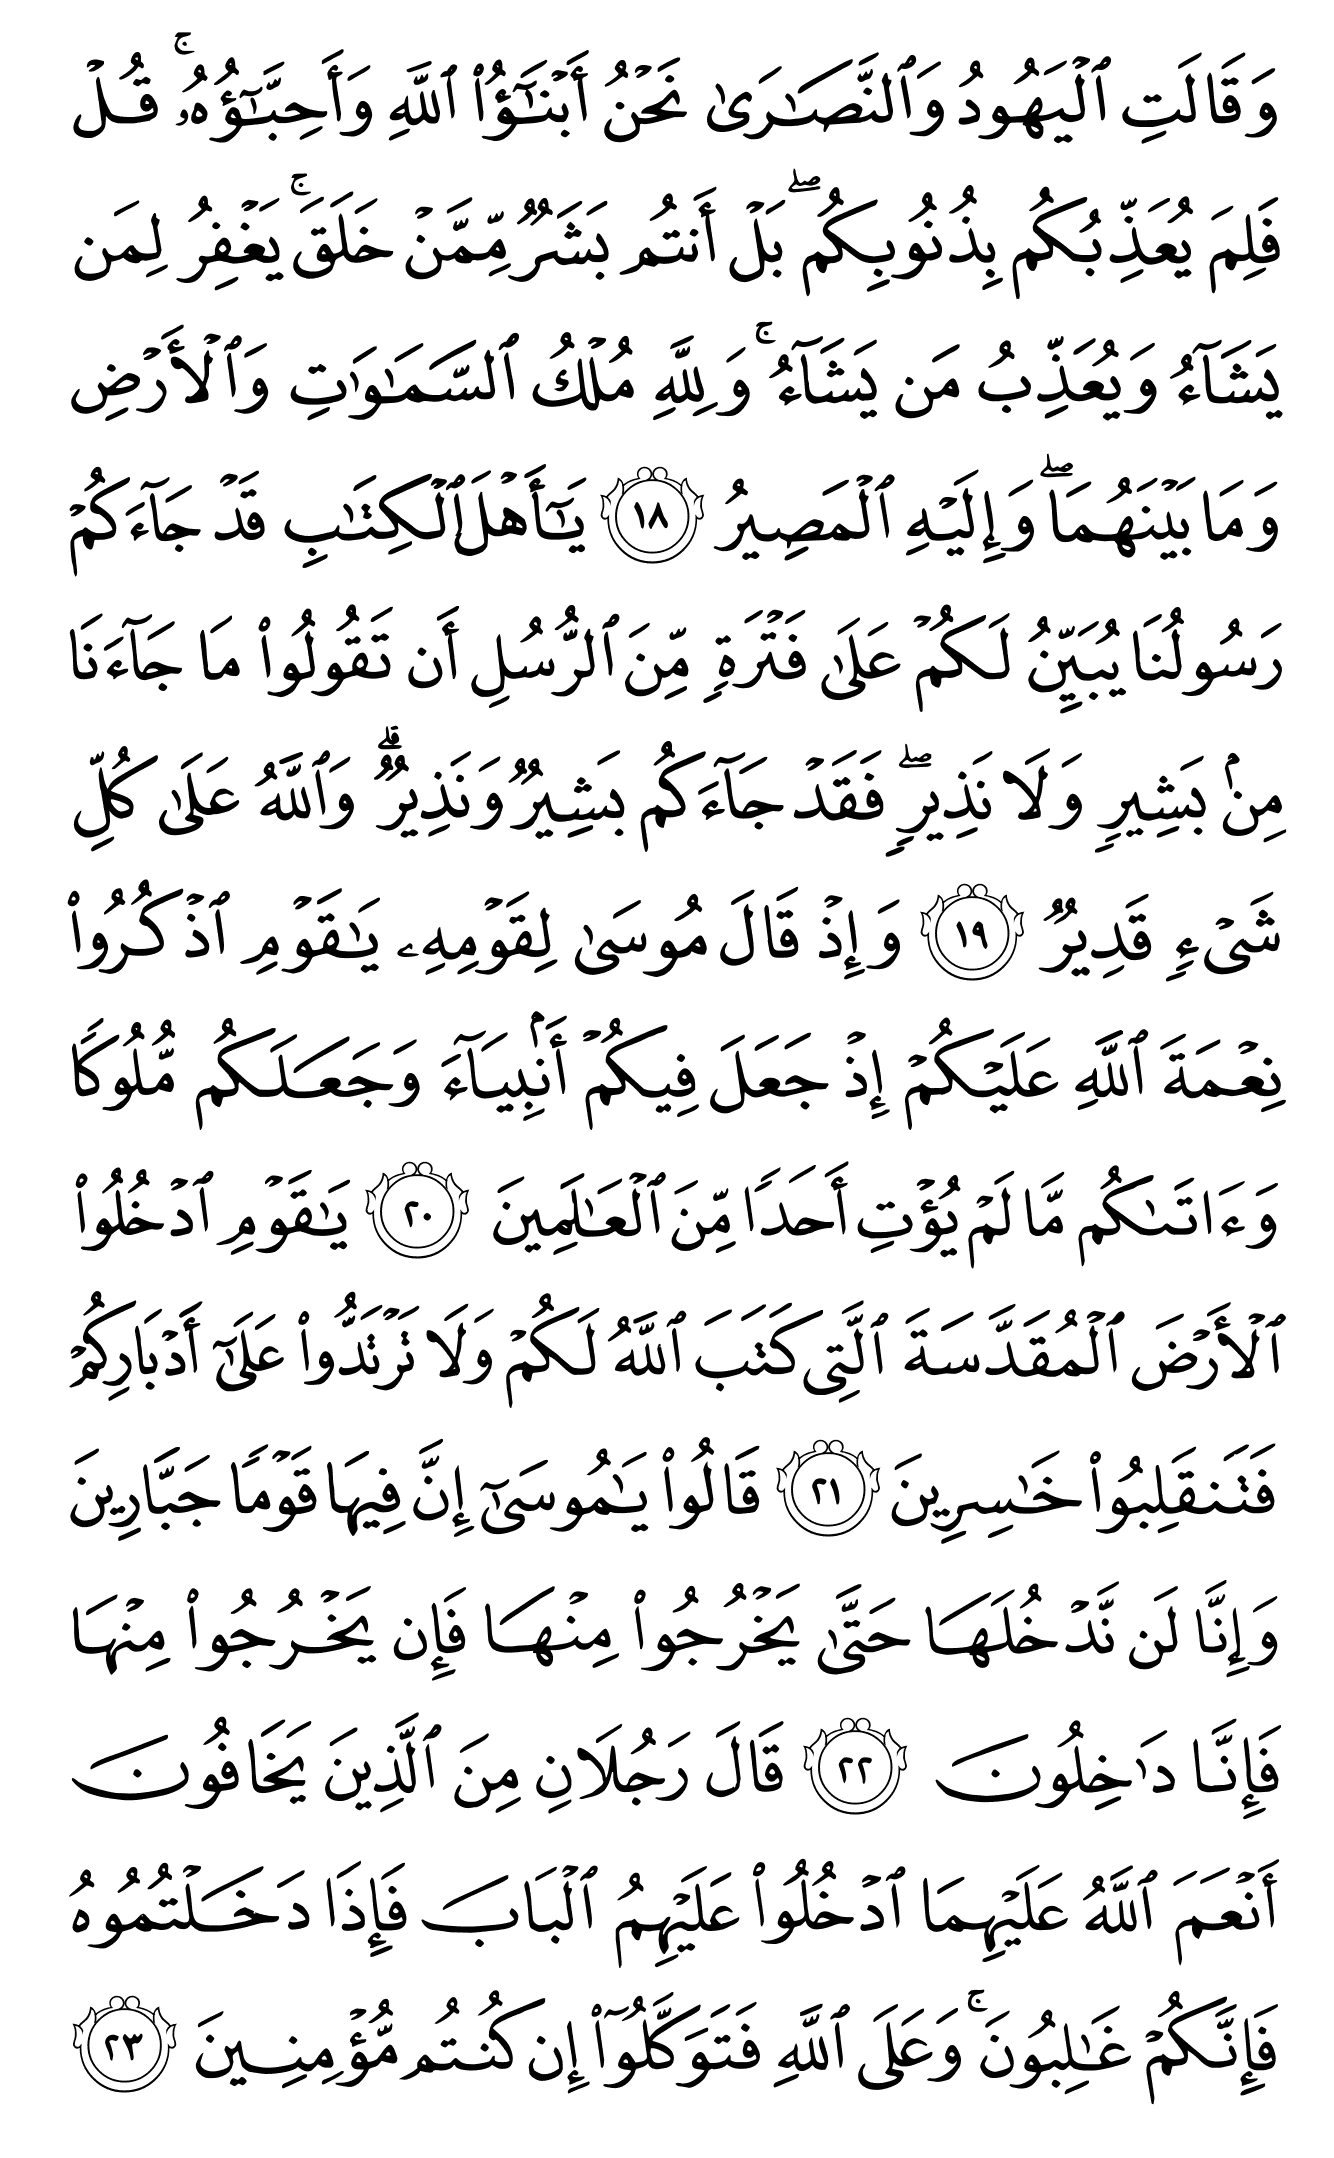 وَقَالَتِ ٱلْيَهُودُ وَٱلنَّصَٰرَىٰ نَحْنُ أَبْنَٰٓؤُا۟ ٱللَّهِ وَأَحِبَّٰٓؤُهُۥ ۚ قُلْ
فَلِمَ يُعَذِّبُكُم بِذُنُوبِكُم ۖ بَلْ أَنتُم بَشَرٌ مِّمَّنْ خَلَقَ ۚ يَغْفِرُ لِمَن
يَشَآءُ وَيُعَذِّبُ مَن يَشَآءُ ۚ وَلِلَّهِ مُلْكُ ٱلسَّمَٰوَٰتِ وَٱلْأَرْضِ
وَمَا بَيْنَهُمَا ۖ وَإِلَيْهِ ٱلْمَصِيرُ ١٨ يَٰٓأَهْلَ ٱلْكِتَٰبِ قَدْ جَآءَكُمْ
رَسُولُنَا يُبَيِّنُ لَكُمْ عَلَىٰ فَتْرَةٍ مِّنَ ٱلرُّسُلِ أَن تَقُولُوا۟ مَا جَآءَنَا
مِنۢ بَشِيرٍ وَلَا نَذِيرٍ ۖ فَقَدْ جَآءَكُم بَشِيرٌ وَنَذِيرٌ ۗ وَٱللَّهُ عَلَىٰ كُلِّ
شَىْءٍ قَدِيرٌ ١٩ وَإِذْ قَالَ مُوسَىٰ لِقَوْمِهِۦ يَٰقَوْمِ ٱذْكُرُوا۟
نِعْمَةَ ٱللَّهِ عَلَيْكُمْ إِذْ جَعَلَ فِيكُمْ أَنۢبِيَآءَ وَجَعَلَكُم مُّلُوكًا
وَءَاتَىٰكُم مَّا لَمْ يُؤْتِ أَحَدًا مِّنَ ٱلْعَٰلَمِينَ ٢٠ يَٰقَوْمِ ٱدْخُلُوا۟
ٱلْأَرْضَ ٱلْمُقَدَّسَةَ ٱلَّتِى كَتَبَ ٱللَّهُ لَكُمْ وَلَا تَرْتَدُّوا۟ عَلَىٰٓ أَدْبَارِكُمْ
فَتَنقَلِبُوا۟ خَٰسِرِينَ ٢١ قَالُوا۟ يَٰمُوسَىٰٓ إِنَّ فِيهَا قَوْمًا جَبَّارِينَ
وَإِنَّا لَن نَّدْخُلَهَا حَتَّىٰ يَخْرُجُوا۟ مِنْهَا فَإِن يَخْرُجُوا۟ مِنْهَا
فَإِنَّا دَٰخِلُونَ ٢٢ قَالَ رَجُلَانِ مِنَ ٱلَّذِينَ يَخَافُونَ
أَنْعَمَ ٱللَّهُ عَلَيْهِمَا ٱدْخُلُوا۟ عَلَيْهِمُ ٱلْبَابَ فَإِذَا دَخَلْتُمُوهُ
فَإِنَّكُمْ غَٰلِبُونَ ۚ وَعَلَى ٱللَّهِ فَتَوَكَّلُوٓا۟ إِن كُنتُم مُّؤْمِنِينَ ٢٣